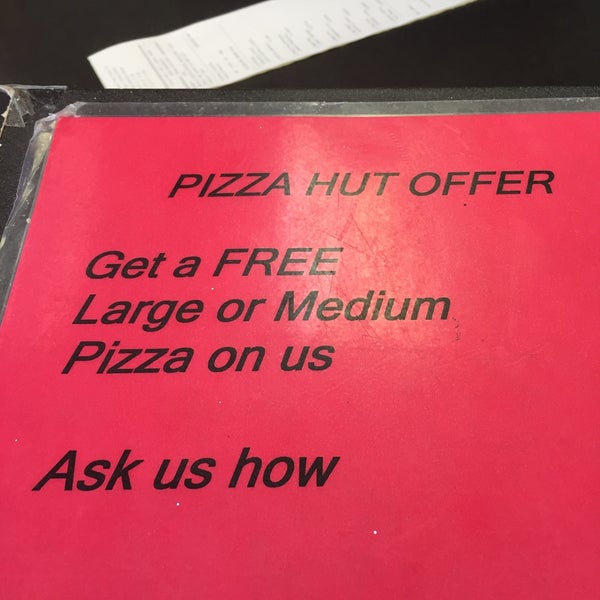 PIZZA HUT OFFER
Get a FREE
Large or Medium
Pizza on us
Ask us how